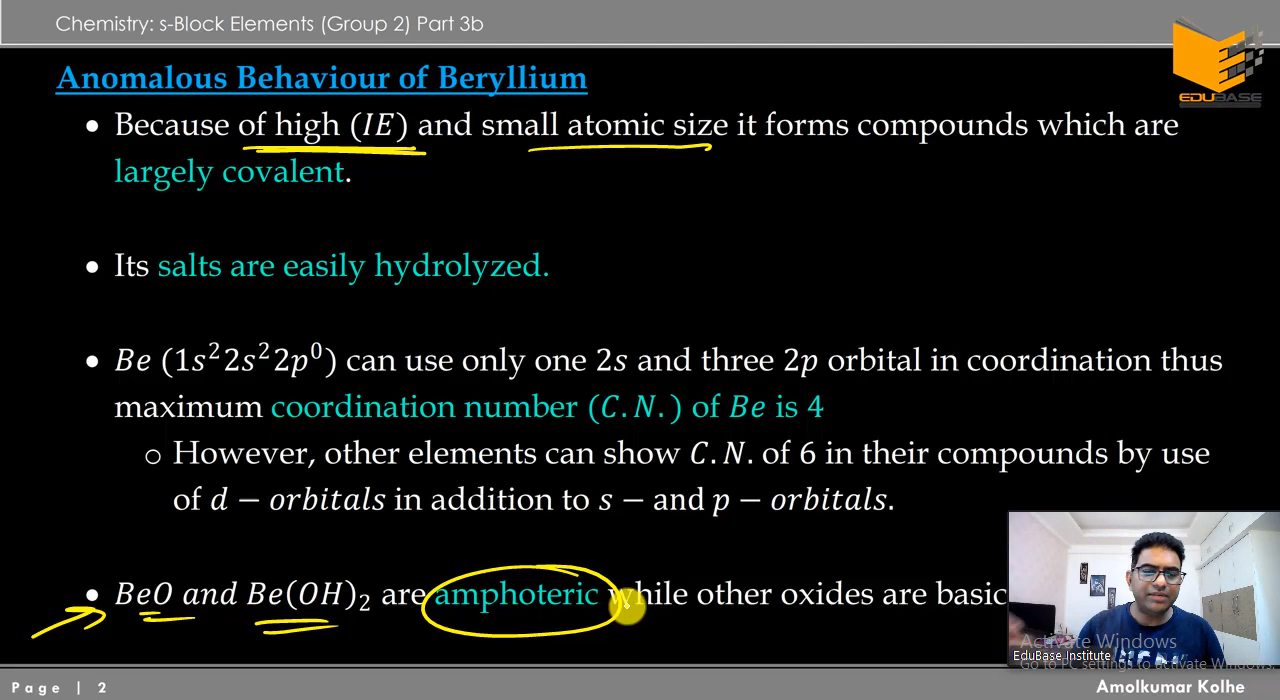 Chemistry: s-Block Elements (Group 2) Part 3b
EDUBASE
Anomalous Behaviour of Beryllium
• Because of high (IE) and small atomic size it forms compounds which are
largely covalent.
• Its salts are easily hydrolyzed.
• Be (1s²2s²2p⁰) can use only one 2s and three 2p orbital in coordination thus
maximum coordination number (C.N.) of Be is 4
o However, other elements can show C.N. of 6 in their compounds by use
of d − orbitals in addition to s − and p − orbitals.
• BeO and Be(OH)₂ are amphoteric while other oxides are basic
Activate Windows
EduBase Institute
Go to PC settings to activate Windows.
Page | 2
Amolkumar Kolhe